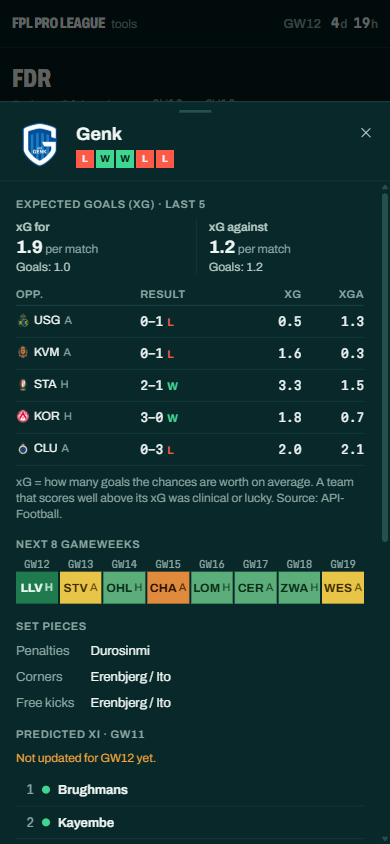 FPL PRO LEAGUE tools GW12 4d 19h
FDR
Genk
L W W L L
EXPECTED GOALS (XG) · LAST 5
xG for xG against
1.9 per match 1.2 per match
Goals: 1.0 Goals: 1.2
OPP. RESULT XG XGA
USG A 0–1 L 0.5 1.3
KVM A 0–1 L 1.6 0.3
STA H 2–1 W 3.3 1.5
KOR H 3–0 W 1.8 0.7
CLU A 0–3 L 2.0 2.1
xG = how many goals the chances are worth on average. A team
that scores well above its xG was clinical or lucky. Source: API-
Football.
NEXT 8 GAMEWEEKS
GW12 GW13 GW14 GW15 GW16 GW17 GW18 GW19
LLV H STV A OHL H CHA A LOM H CER A ZWA H WES A
SET PIECES
Penalties Durosinmi
Corners Erenbjerg / Ito
Free kicks Erenbjerg / Ito
PREDICTED XI · GW11
Not updated for GW12 yet.
1 Brughmans
2 Kayembe